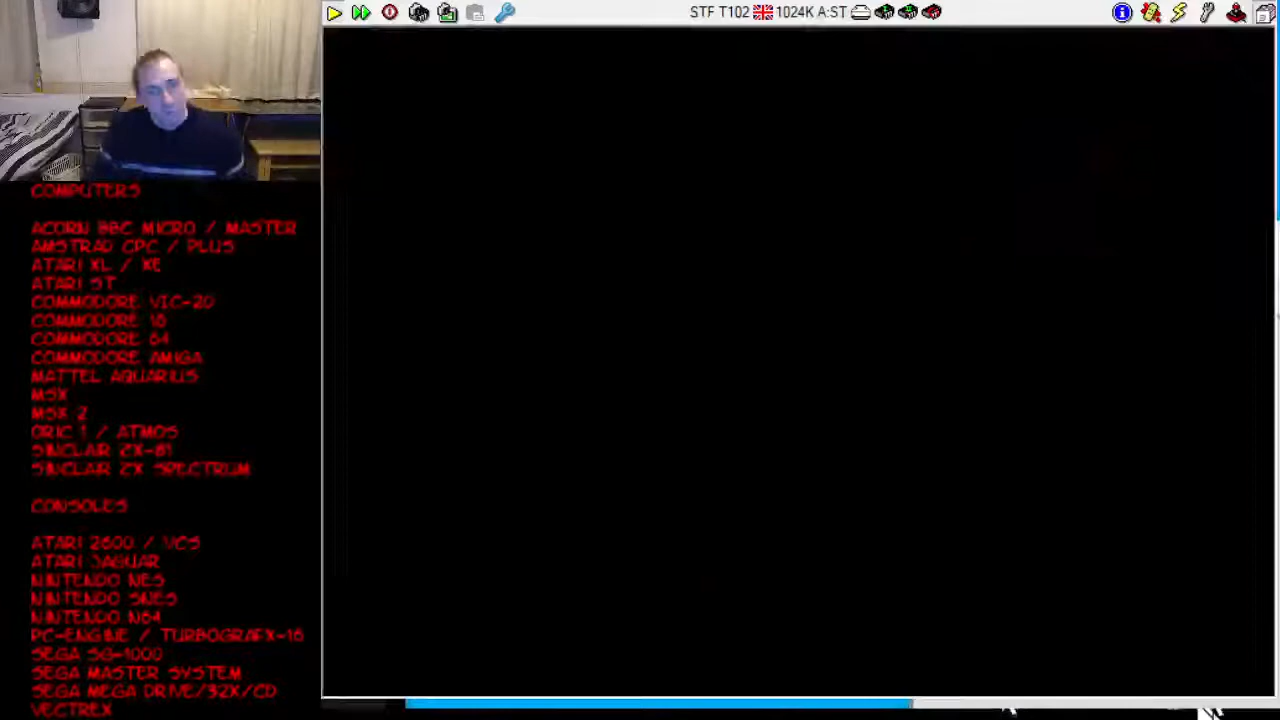 STF T102 1024K A:ST
COMPUTERS
ACORN BBC MICRO / MASTER
AMSTRAD CPC / PLUS
ATARI XL / XE
ATARI ST
COMMODORE VIC-20
COMMODORE 16
COMMODORE 64
COMMODORE AMIGA
MATTEL AQUARIUS
MSX
MSX 2
ORIC 1 / ATMOS
SINCLAIR ZX-81
SINCLAIR ZX SPECTRUM
CONSOLES
ATARI 2600 / VCS
ATARI JAGUAR
NINTENDO NES
NINTENDO SNES
NINTENDO N64
PC-ENGINE / TURBOGRAFX-16
SEGA SG-1000
SEGA MASTER SYSTEM
SEGA MEGA DRIVE/32X/CD
VECTREX